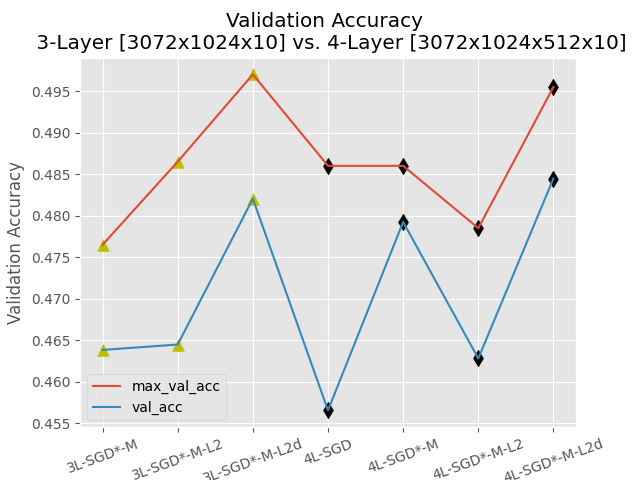 Validation Accuracy
3-Layer [3072x1024x10] vs. 4-Layer [3072x1024x512x10]
Validation Accuracy
0.495
0.490
0.485
0.480
0.475
0.470
0.465
0.460
0.455
max_val_acc
val_acc
3L-SGD*-M
3L-SGD*-M-L2
3L-SGD*-M-L2d
4L-SGD
4L-SGD*-M
4L-SGD*-M-L2
4L-SGD*-M-L2d